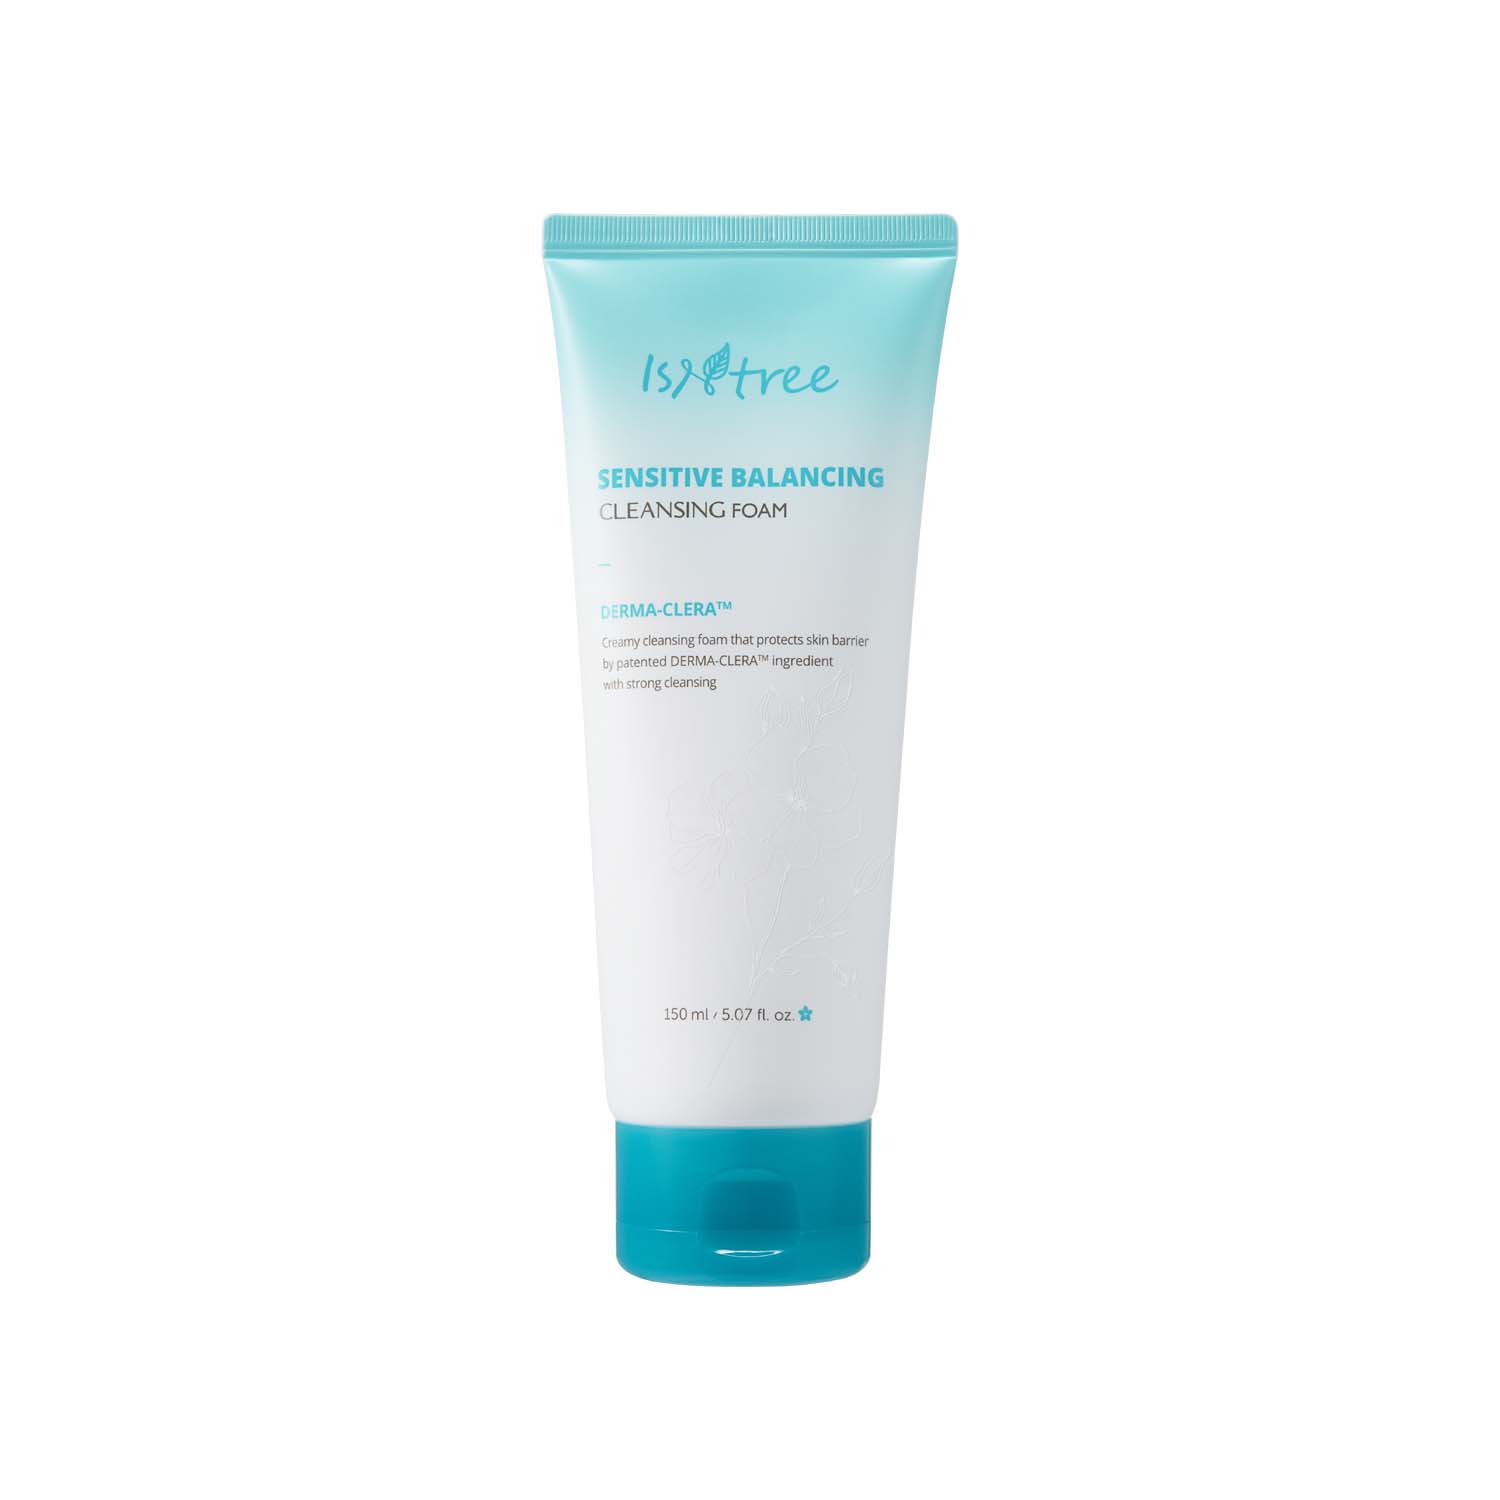 Isntree
SENSITIVE BALANCING
CLEANSING FOAM
DERMA-CLERA™
Creamy cleansing foam that protects skin barrier
by patented DERMA-CLERA™ ingredient
with strong cleansing
150 ml / 5.07 fl. oz.